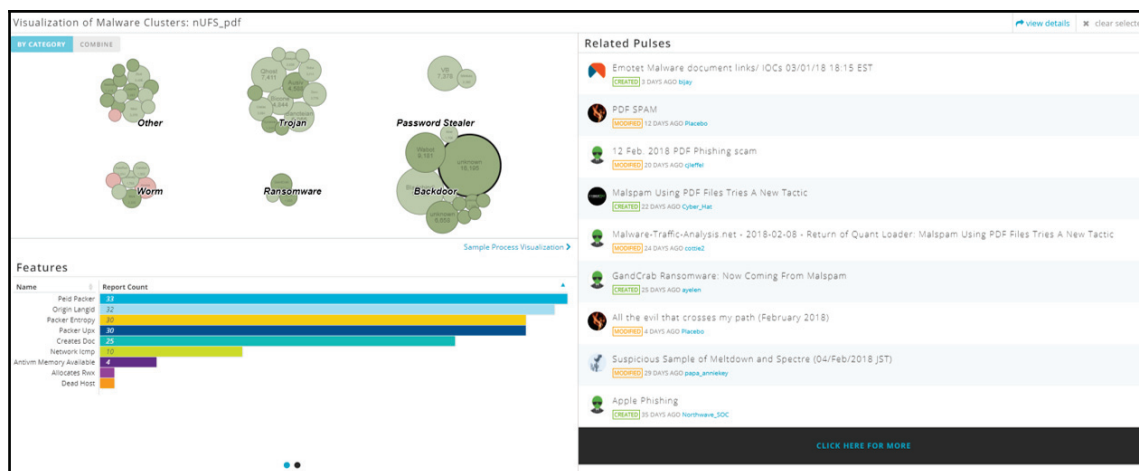 Visualization of Malware Clusters: nUFS_pdf
view details
clear selecte
BY CATEGORY
COMBINE
Other
Trojan
Password Stealer
VB
Ghost
7,411
Worm
Ransomware
Backdoor
unknown
unknown
Sample Process Visualization
Features
Name
Report Count
Peid Packer 33
Origin Langid 32
Packer Entropy 30
Packer Upx 30
Creates Doc 25
Network Icmp 10
Antivm Memory Available 4
Allocates Rwx
Dead Host
Related Pulses
Emotet Malware document links/ IOCs 03/01/18 18:15 EST
CREATED 3 DAYS AGO bijay
PDF SPAM
MODIFIED 12 DAYS AGO Placebo
12 Feb. 2018 PDF Phishing scam
MODIFIED 20 DAYS AGO cjleffel
Malspam Using PDF Files Tries A New Tactic
CREATED 22 DAYS AGO Cyber_Hat
Malware-Traffic-Analysis.net - 2018-02-08 - Return of Quant Loader: Malspam Using PDF Files Tries A New Tactic
MODIFIED 24 DAYS AGO cottie2
GandCrab Ransomware: Now Coming From Malspam
CREATED 25 DAYS AGO ayelen
All the evil that crosses my path (February 2018)
MODIFIED 4 DAYS AGO Placebo
Suspicious Sample of Meltdown and Spectre (04/Feb/2018 JST)
MODIFIED 29 DAYS AGO papa_anniekey
Apple Phishing
CREATED 35 DAYS AGO Northwave_SOC
CLICK HERE FOR MORE